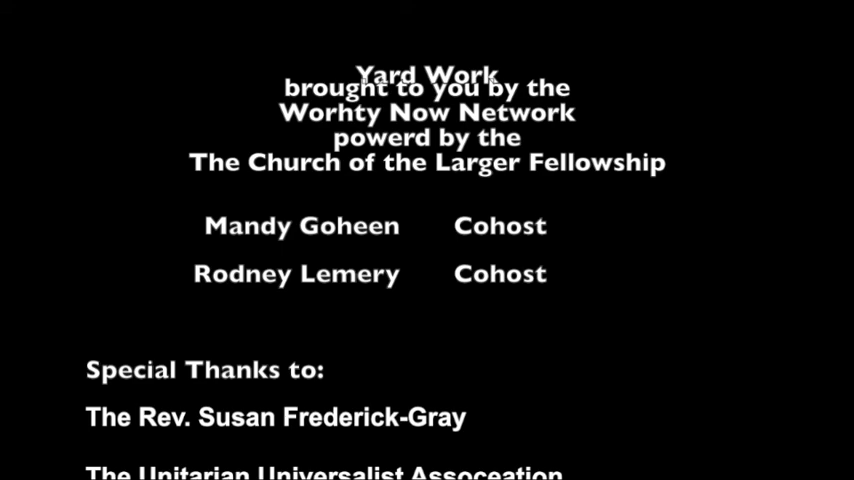 Yard Work
brought to you by the
Worhty Now Network
powerd by the
The Church of the Larger Fellowship
Mandy Goheen Cohost
Rodney Lemery Cohost
Special Thanks to:
The Rev. Susan Frederick-Gray
The Unitarian Universalist Assoceation